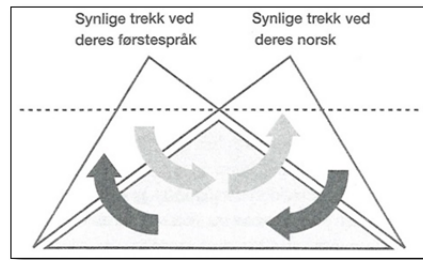 Synlige trekk ved
deres førstespråk
Synlige trekk ved
deres norsk